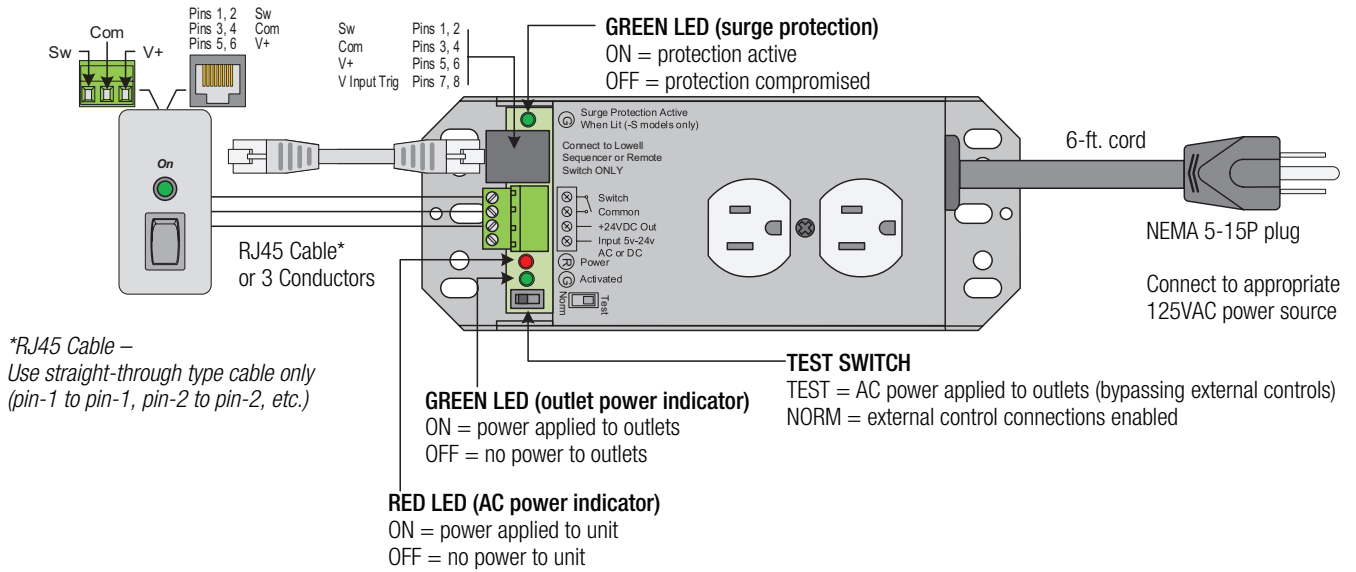 Pins 1, 2 Sw
Pins 3, 4 Com
Pins 5, 6 V+
Com
Sw
V+
Sw Pins 1, 2
Com Pins 3, 4
V+ Pins 5, 6
V Input Trig Pins 7, 8
GREEN LED (surge protection)
ON = protection active
OFF = protection compromised
G
Surge Protection Active
When Lit (-S models only)
Connect to Lowell
Sequencer or Remote
Switch ONLY
Switch
Common
+24VDC Out
Input 5v-24v
AC or DC
R Power
G Activated
Norm
Test
On
RJ45 Cable*
or 3 Conductors
6-ft. cord
NEMA 5-15P plug
Connect to appropriate
125VAC power source
*RJ45 Cable –
Use straight-through type cable only
(pin-1 to pin-1, pin-2 to pin-2, etc.)
TEST SWITCH
TEST = AC power applied to outlets (bypassing external controls)
NORM = external control connections enabled
GREEN LED (outlet power indicator)
ON = power applied to outlets
OFF = no power to outlets
RED LED (AC power indicator)
ON = power applied to unit
OFF = no power to unit